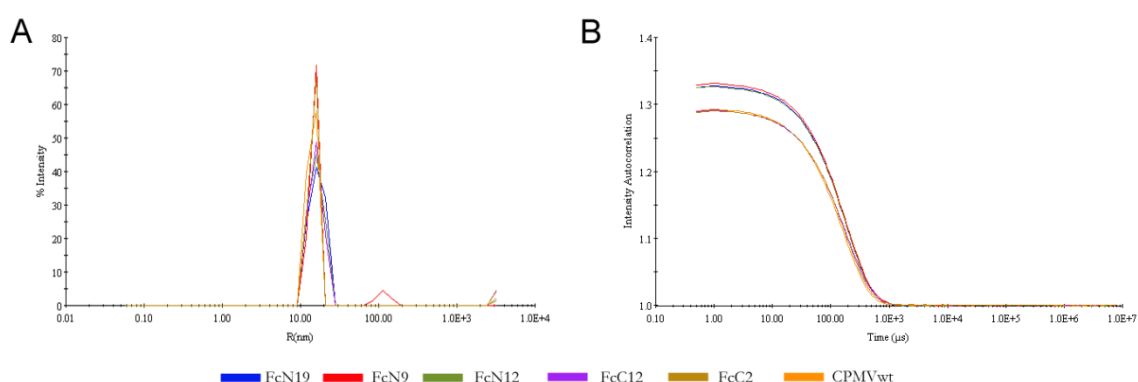 A
B
80
70
60
50
40
30
20
10
0
% Intensity
0.01 0.10 1.00 10.00 100.00 1.0E+3 1.0E+4
R(nm)
1.4
1.3
1.2
1.1
1.0
Intensity Autocorrelation
0.10 1.00 10.00 100.00 1.0E+3 1.0E+4 1.0E+5 1.0E+6 1.0E+7
Time (µs)
FcN19 FcN9 FcN12 FcC12 FcC2 CPMVwt